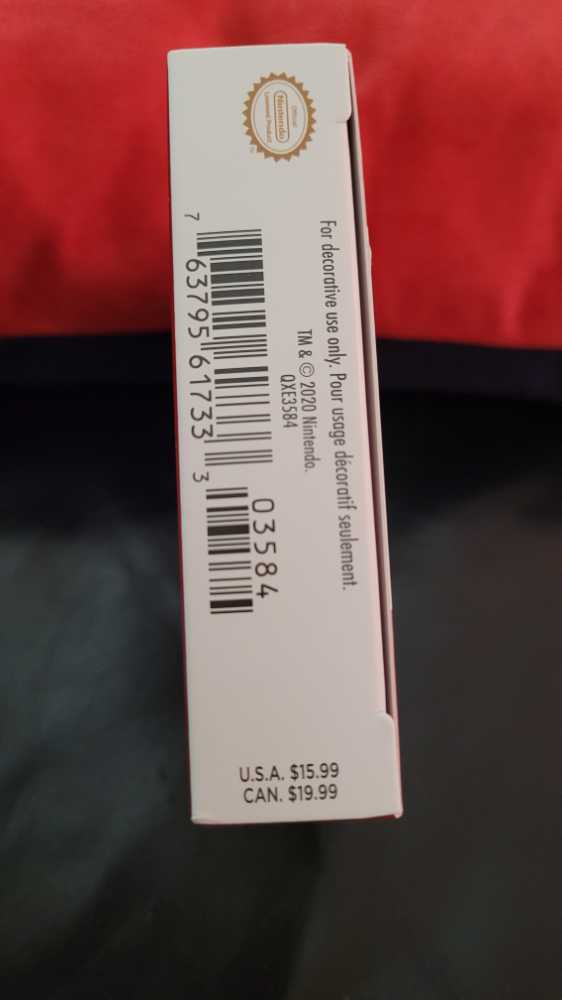 Official
Nintendo
Licensed Product
TM
For decorative use only. Pour usage décoratif seulement.
TM & © 2020 Nintendo.
QXE3584
7 63795 61733 3
03584
U.S.A. $15.99
CAN. $19.99